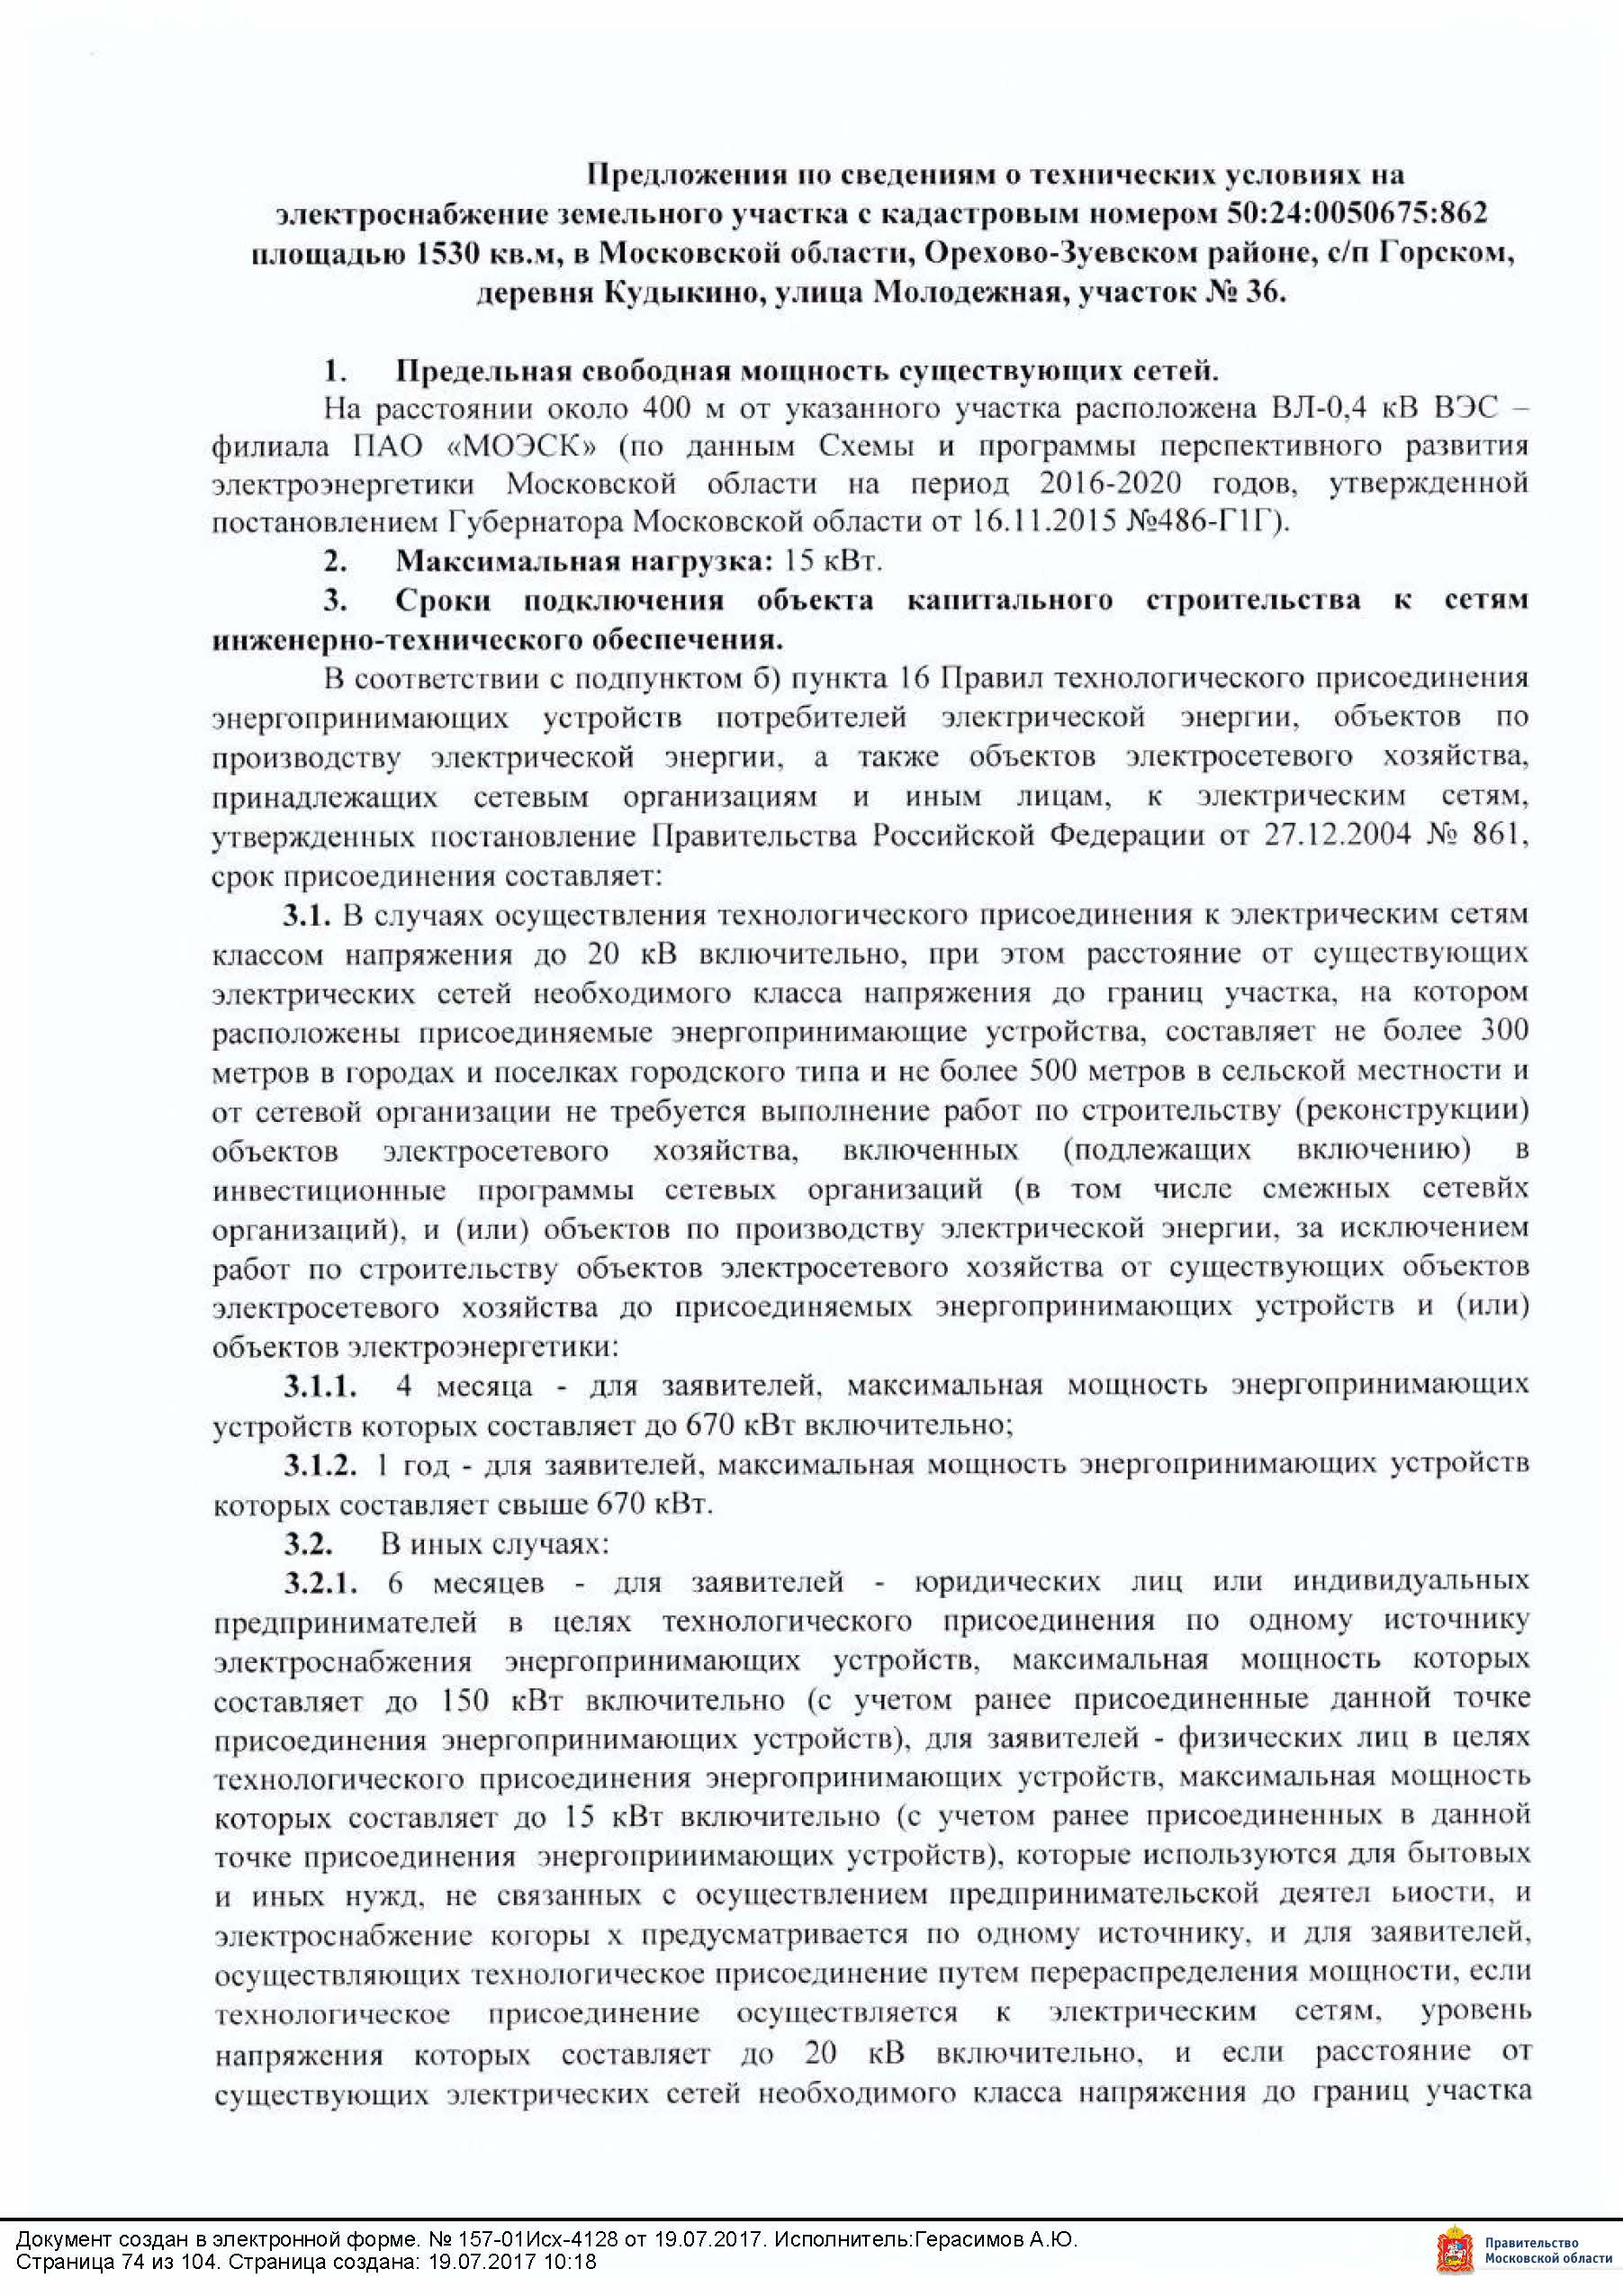 Предложения по сведениям о технических условиях на
электроснабжение земельного участка с кадастровым номером 50:24:0050675:862
площадью 1530 кв.м, в Московской области, Орехово-Зуевском районе, с/п Горском,
деревня Кудыкино, улица Молодежная, участок № 36.
1. Предельная свободная мощность существующих сетей.
На расстоянии около 400 м от указанного участка расположена ВЛ-0,4 кВ ВЭС –
филиала ПАО «МОЭСК» (по данным Схемы и программы перспективного развития
электроэнергетики Московской области на период 2016-2020 годов, утвержденной
постановлением Губернатора Московской области от 16.11.2015 №486-Г1Г).
2. Максимальная нагрузка: 15 кВт.
3. Сроки подключения объекта капитального строительства к сетям
инженерно-технического обеспечения.
В соответствии с подпунктом б) пункта 16 Правил технологического присоединения
энергопринимающих устройств потребителей электрической энергии, объектов по
производству электрической энергии, а также объектов электросетевого хозяйства,
принадлежащих сетевым организациям и иным лицам, к электрическим сетям,
утвержденных постановление Правительства Российской Федерации от 27.12.2004 № 861,
срок присоединения составляет:
3.1. В случаях осуществления технологического присоединения к электрическим сетям
классом напряжения до 20 кВ включительно, при этом расстояние от существующих
электрических сетей необходимого класса напряжения до границ участка, на котором
расположены присоединяемые энергопринимающие устройства, составляет не более 300
метров в городах и поселках городского типа и не более 500 метров в сельской местности и
от сетевой организации не требуется выполнение работ по строительству (реконструкции)
объектов электросетевого хозяйства, включенных (подлежащих включению) в
инвестиционные программы сетевых организаций (в том числе смежных сетевйх
организаций), и (или) объектов по производству электрической энергии, за исключением
работ по строительству объектов электросетевого хозяйства от существующих объектов
электросетевого хозяйства до присоединяемых энергопринимающих устройств и (или)
объектов электроэнергетики:
3.1.1. 4 месяца - для заявителей, максимальная мощность энергопринимающих
устройств которых составляет до 670 кВт включительно;
3.1.2. 1 год - для заявителей, максимальная мощность энергопринимающих устройств
которых составляет свыше 670 кВт.
3.2. В иных случаях:
3.2.1. 6 месяцев - для заявителей - юридических лиц или индивидуальных
предпринимателей в целях технологического присоединения по одному источнику
электроснабжения энергопринимающих устройств, максимальная мощность которых
составляет до 150 кВт включительно (с учетом ранее присоединенные данной точке
присоединения энергопринимающих устройств), для заявителей - физических лиц в целях
технологического присоединения энергопринимающих устройств, максимальная мощность
которых составляет до 15 кВт включительно (с учетом ранее присоединенных в данной
точке присоединения энергоприиимающих устройств), которые используются для бытовых
и иных нужд, не связанных с осуществлением предпринимательской деятел ьиости, и
электроснабжение когоры х предусматривается по одному источнику, и для заявителей,
осуществляющих технологическое присоединение путем перераспределения мощности, если
технологическое присоединение осуществляется к электрическим сетям, уровень
напряжения которых составляет до 20 кВ включительно, и если расстояние от
существующих электрических сетей необходимого класса напряжения до границ участка
Документ создан в электронной форме. № 157-01Исх-4128 от 19.07.2017. Исполнитель:Герасимов А.Ю.
Страница 74 из 104. Страница создана: 19.07.2017 10:18
Правительство
Московской области